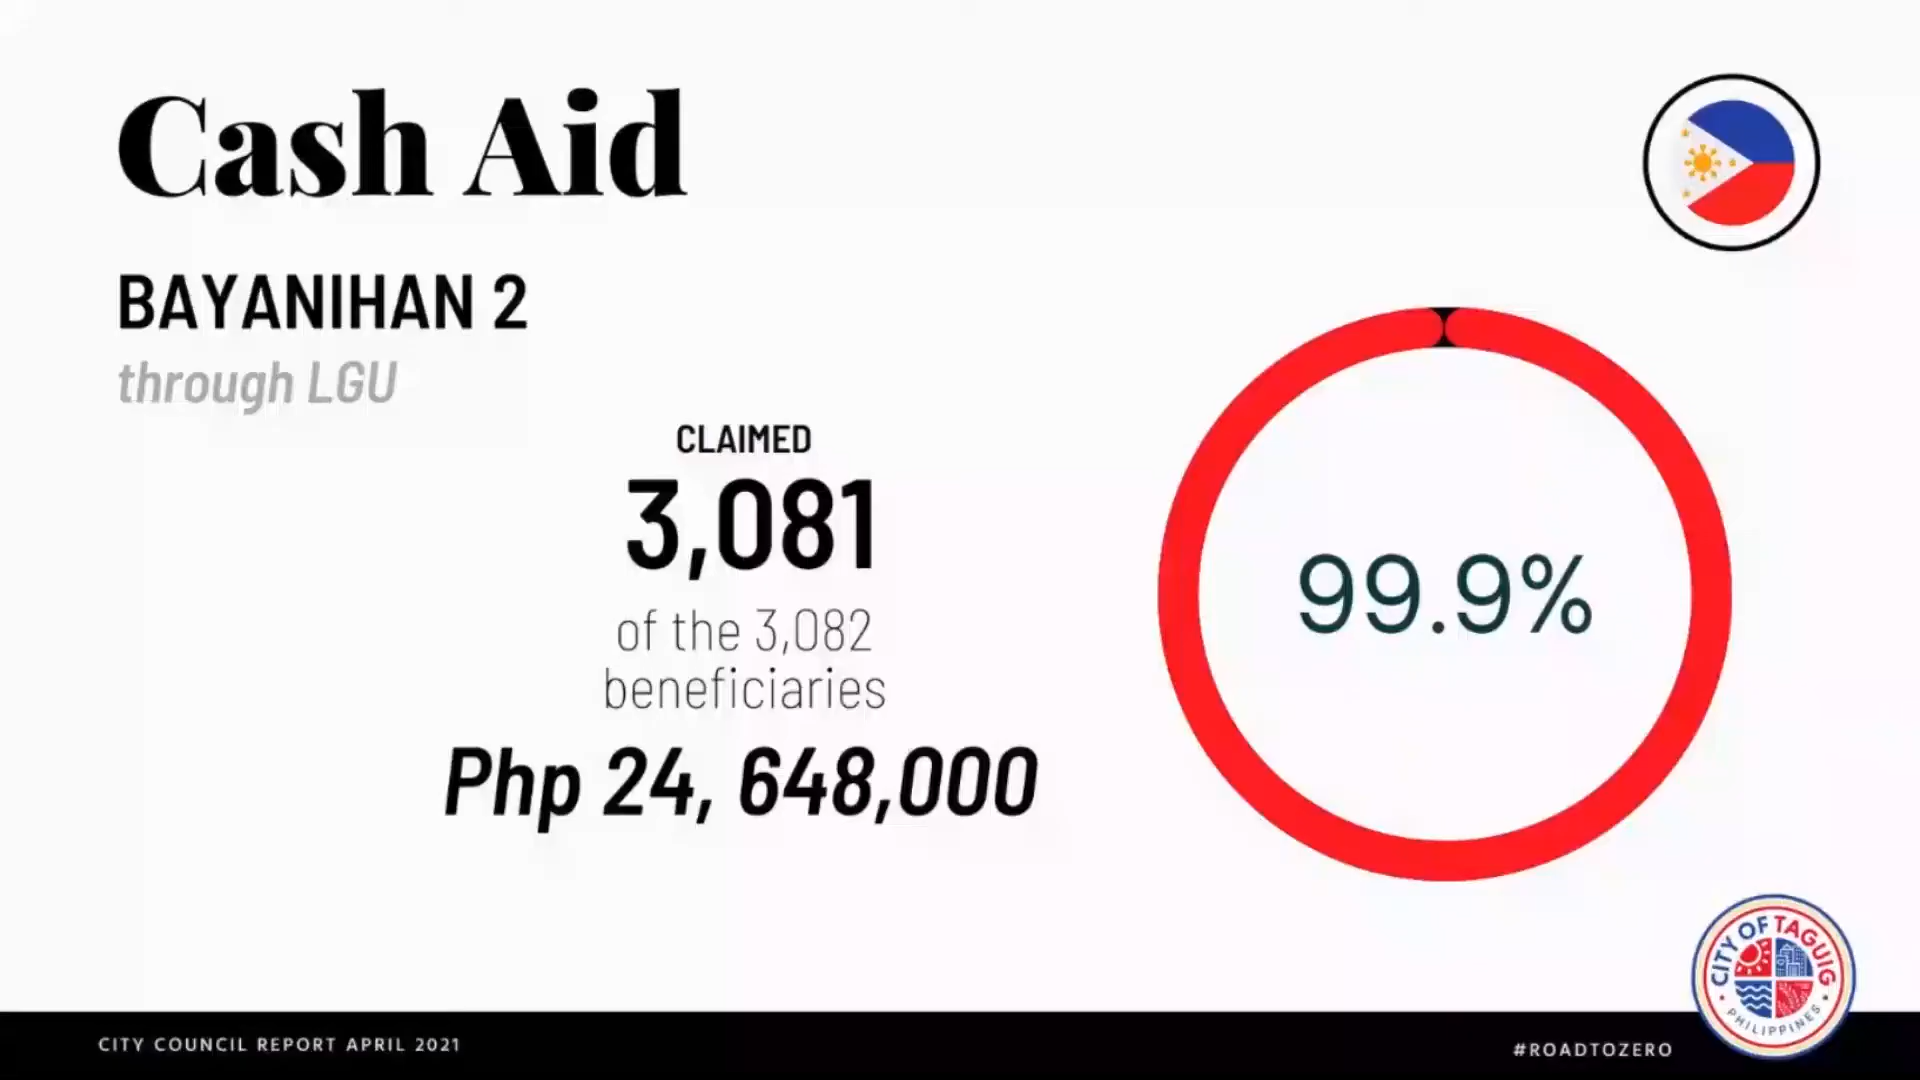 Cash Aid
BAYANIHAN 2
through LGU
CLAIMED
3,081
of the 3,082
beneficiaries
Php 24, 648,000
99.9%
CITY OF TAGUIG
PHILIPPINES
CITY COUNCIL REPORT APRIL 2021
#ROADTOZERO